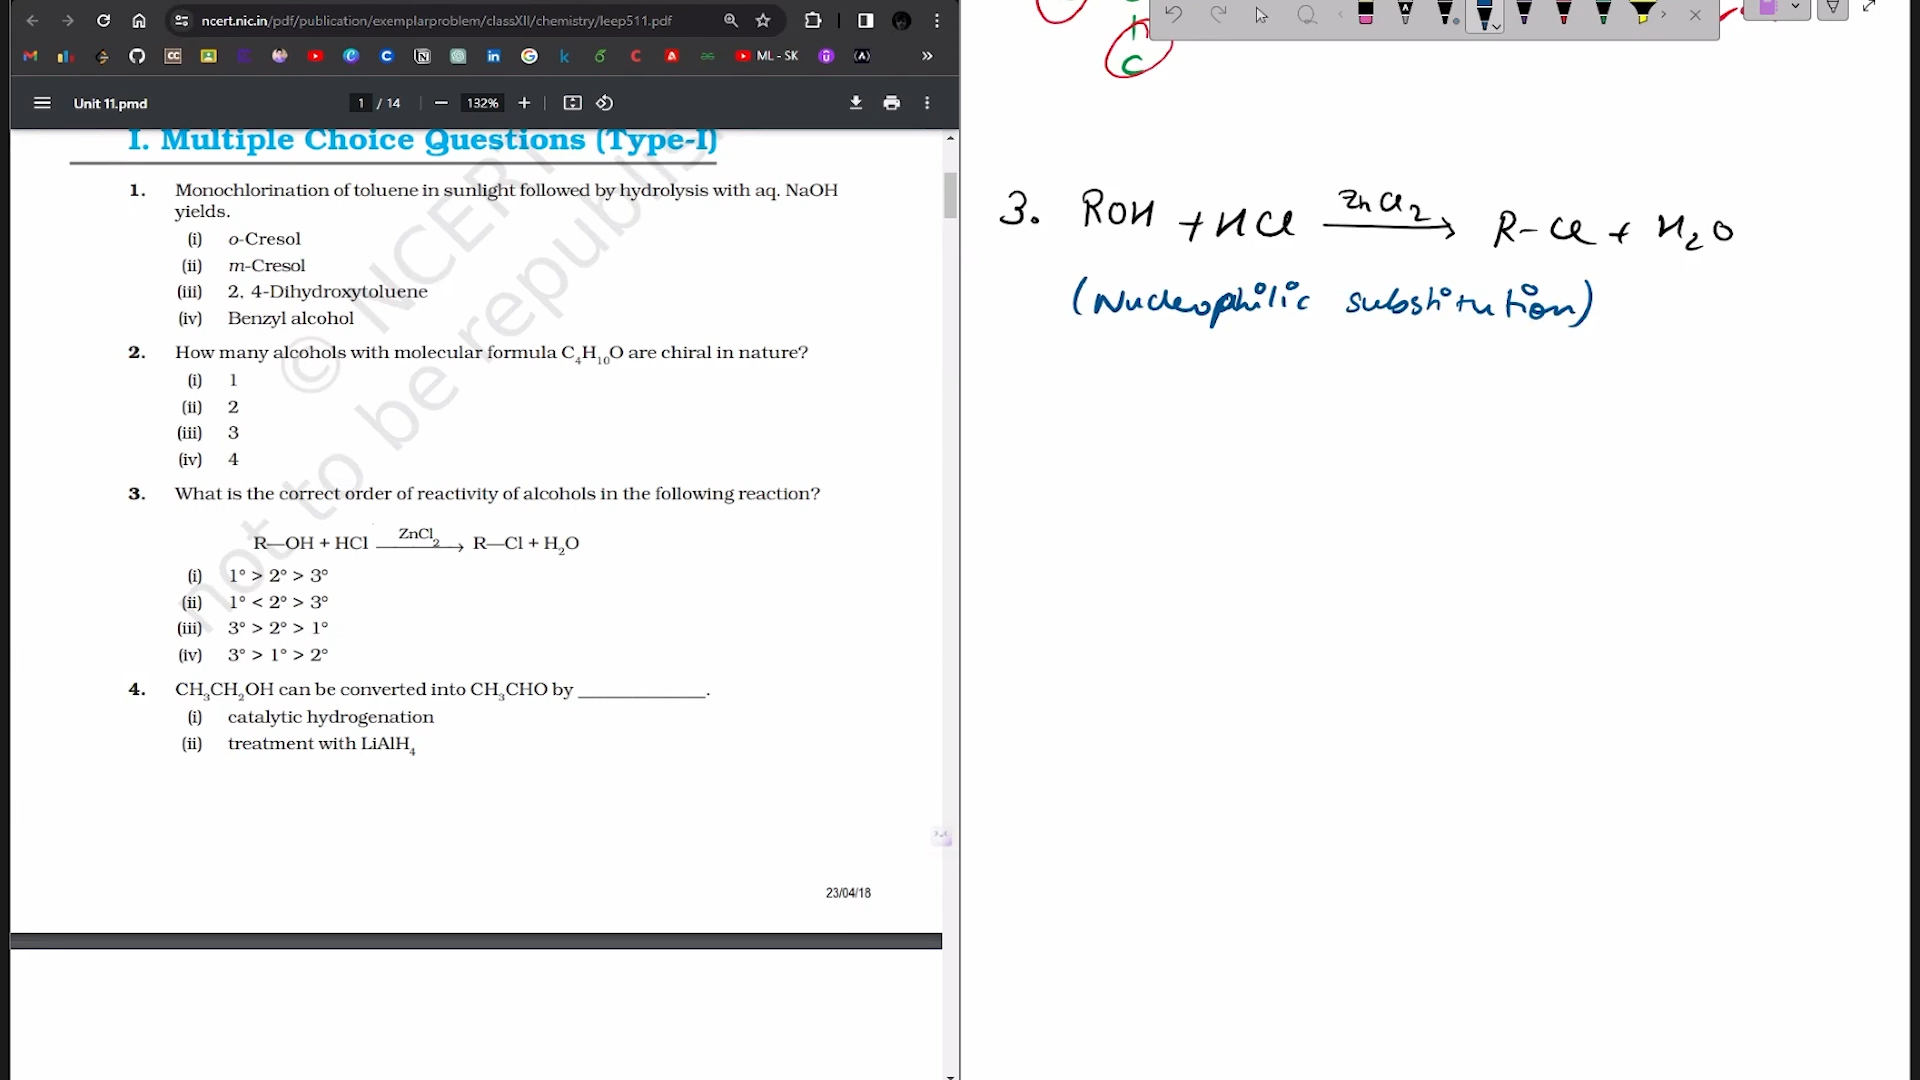 ncert.nic.in/pdf/publication/exemplarproblem/classXII/chemistry/leep511.pdf
ML - SK
Unit 11.pmd
1 / 14
132%
I. Multiple Choice Questions (Type-I)
1. Monochlorination of toluene in sunlight followed by hydrolysis with aq. NaOH
yields.
(i) o-Cresol
(ii) m-Cresol
(iii) 2, 4-Dihydroxytoluene
(iv) Benzyl alcohol
2. How many alcohols with molecular formula C₄H₁₀O are chiral in nature?
(i) 1
(ii) 2
(iii) 3
(iv) 4
3. What is the correct order of reactivity of alcohols in the following reaction?
R—OH + HCl ZnCl₂ → R—Cl + H₂O
(i) 1° > 2° > 3°
(ii) 1° < 2° > 3°
(iii) 3° > 2° > 1°
(iv) 3° > 1° > 2°
4. CH₃CH₂OH can be converted into CH₃CHO by ______________.
(i) catalytic hydrogenation
(ii) treatment with LiAlH₄
23/04/18
© NCERT
not to be republis
C
3. ROH + HCl ZnCl₂ → R-Cl + H₂O
(Nucleophilic substitution)